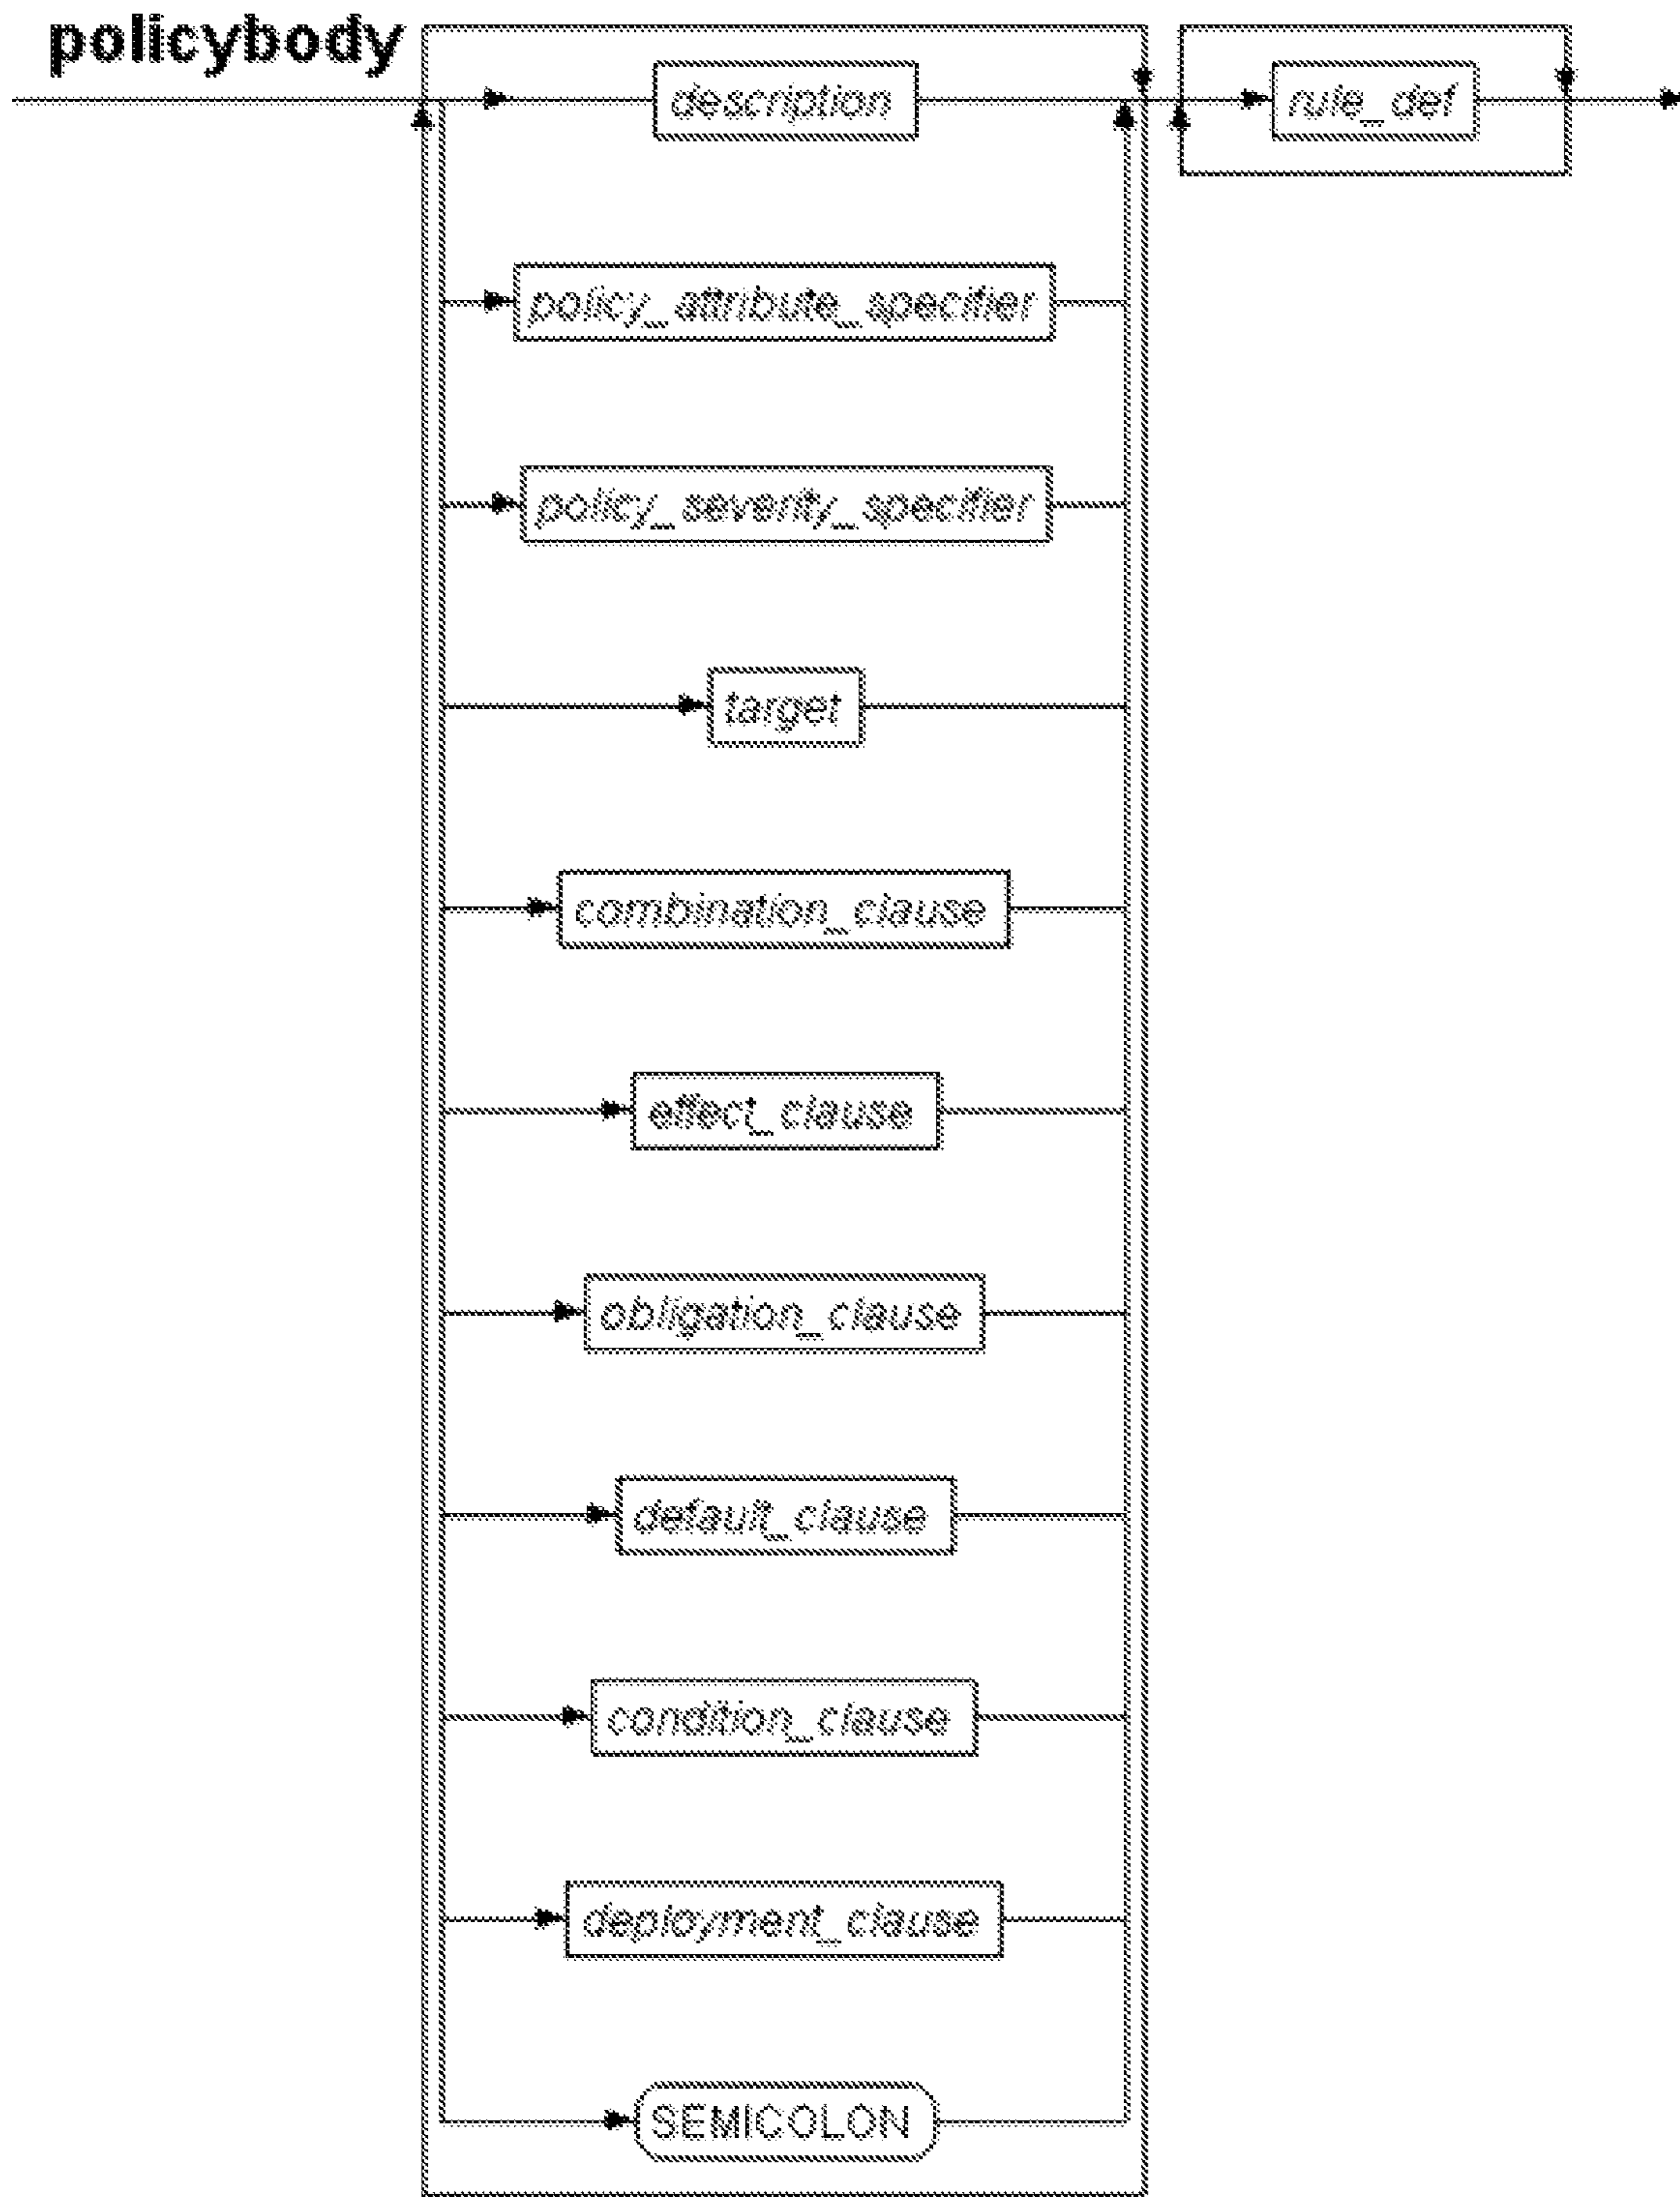 policybody
description rule_def
policy_attribute_specifier
policy_severity_specifier
target
combination_clause
effect_clause
obligation_clause
default_clause
condition_clause
deployment_clause
SEMICOLON